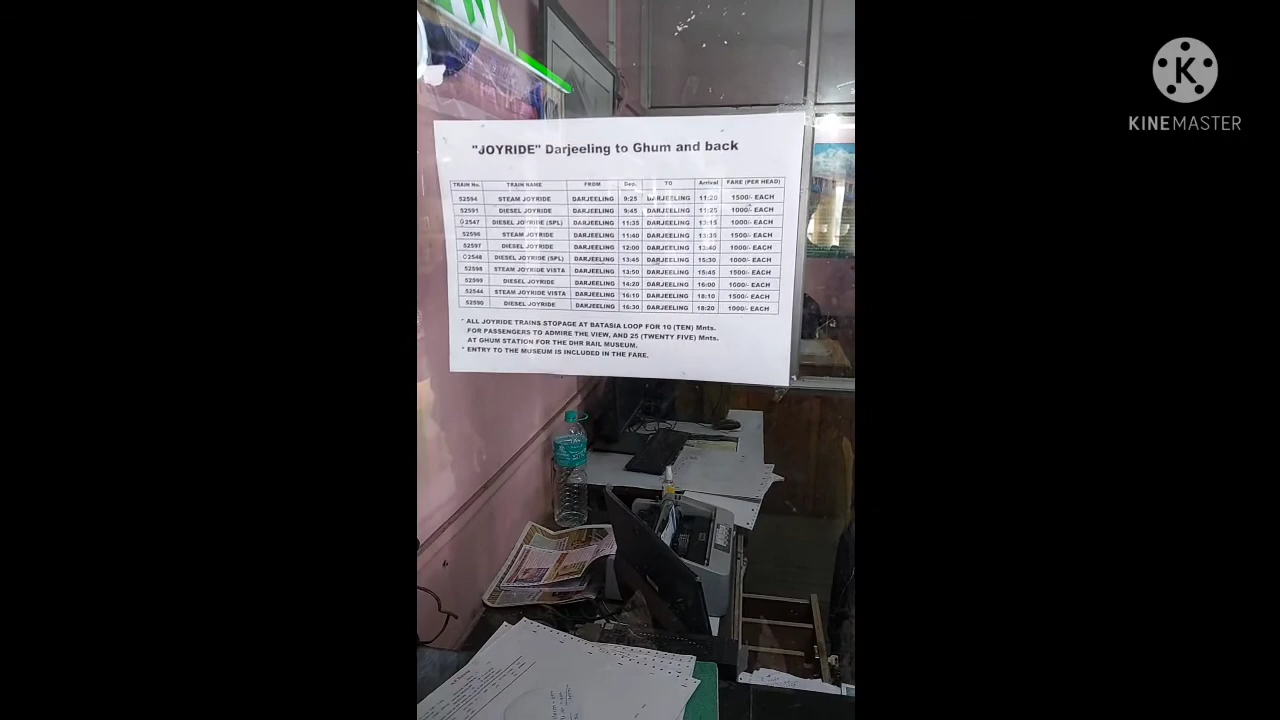 KINEMASTER
"JOYRIDE" Darjeeling to Ghum and back
TRAIN No. TRAIN NAME FROM Dep. TO Arrival FARE (PER HEAD)
52594 STEAM JOYRIDE DARJEELING 9:25 DARJEELING 11:20 1500/- EACH
52591 DIESEL JOYRIDE DARJEELING 9:45 DARJEELING 11:25 1000/- EACH
02547 DIESEL JOYRIDE (SPL) DARJEELING 11:35 DARJEELING 13:15 1000/- EACH
52596 STEAM JOYRIDE DARJEELING 11:40 DARJEELING 13:35 1500/- EACH
52597 DIESEL JOYRIDE DARJEELING 12:00 DARJEELING 13:40 1000/- EACH
02548 DIESEL JOYRIDE (SPL) DARJEELING 13:45 DARJEELING 15:30 1000/- EACH
52598 STEAM JOYRIDE VISTA DARJEELING 13:50 DARJEELING 15:45 1500/- EACH
52599 DIESEL JOYRIDE DARJEELING 14:20 DARJEELING 16:00 1000/- EACH
52544 STEAM JOYRIDE VISTA DARJEELING 16:10 DARJEELING 18:10 1500/- EACH
52590 DIESEL JOYRIDE DARJEELING 16:30 DARJEELING 18:20 1000/- EACH
* ALL JOYRIDE TRAINS STOPAGE AT BATASIA LOOP FOR 10 (TEN) Mnts.
FOR PASSENGERS TO ADMIRE THE VIEW, AND 25 (TWENTY FIVE) Mnts.
AT GHUM STATION FOR THE DHR RAIL MUSEUM.
* ENTRY TO THE MUSEUM IS INCLUDED IN THE FARE.